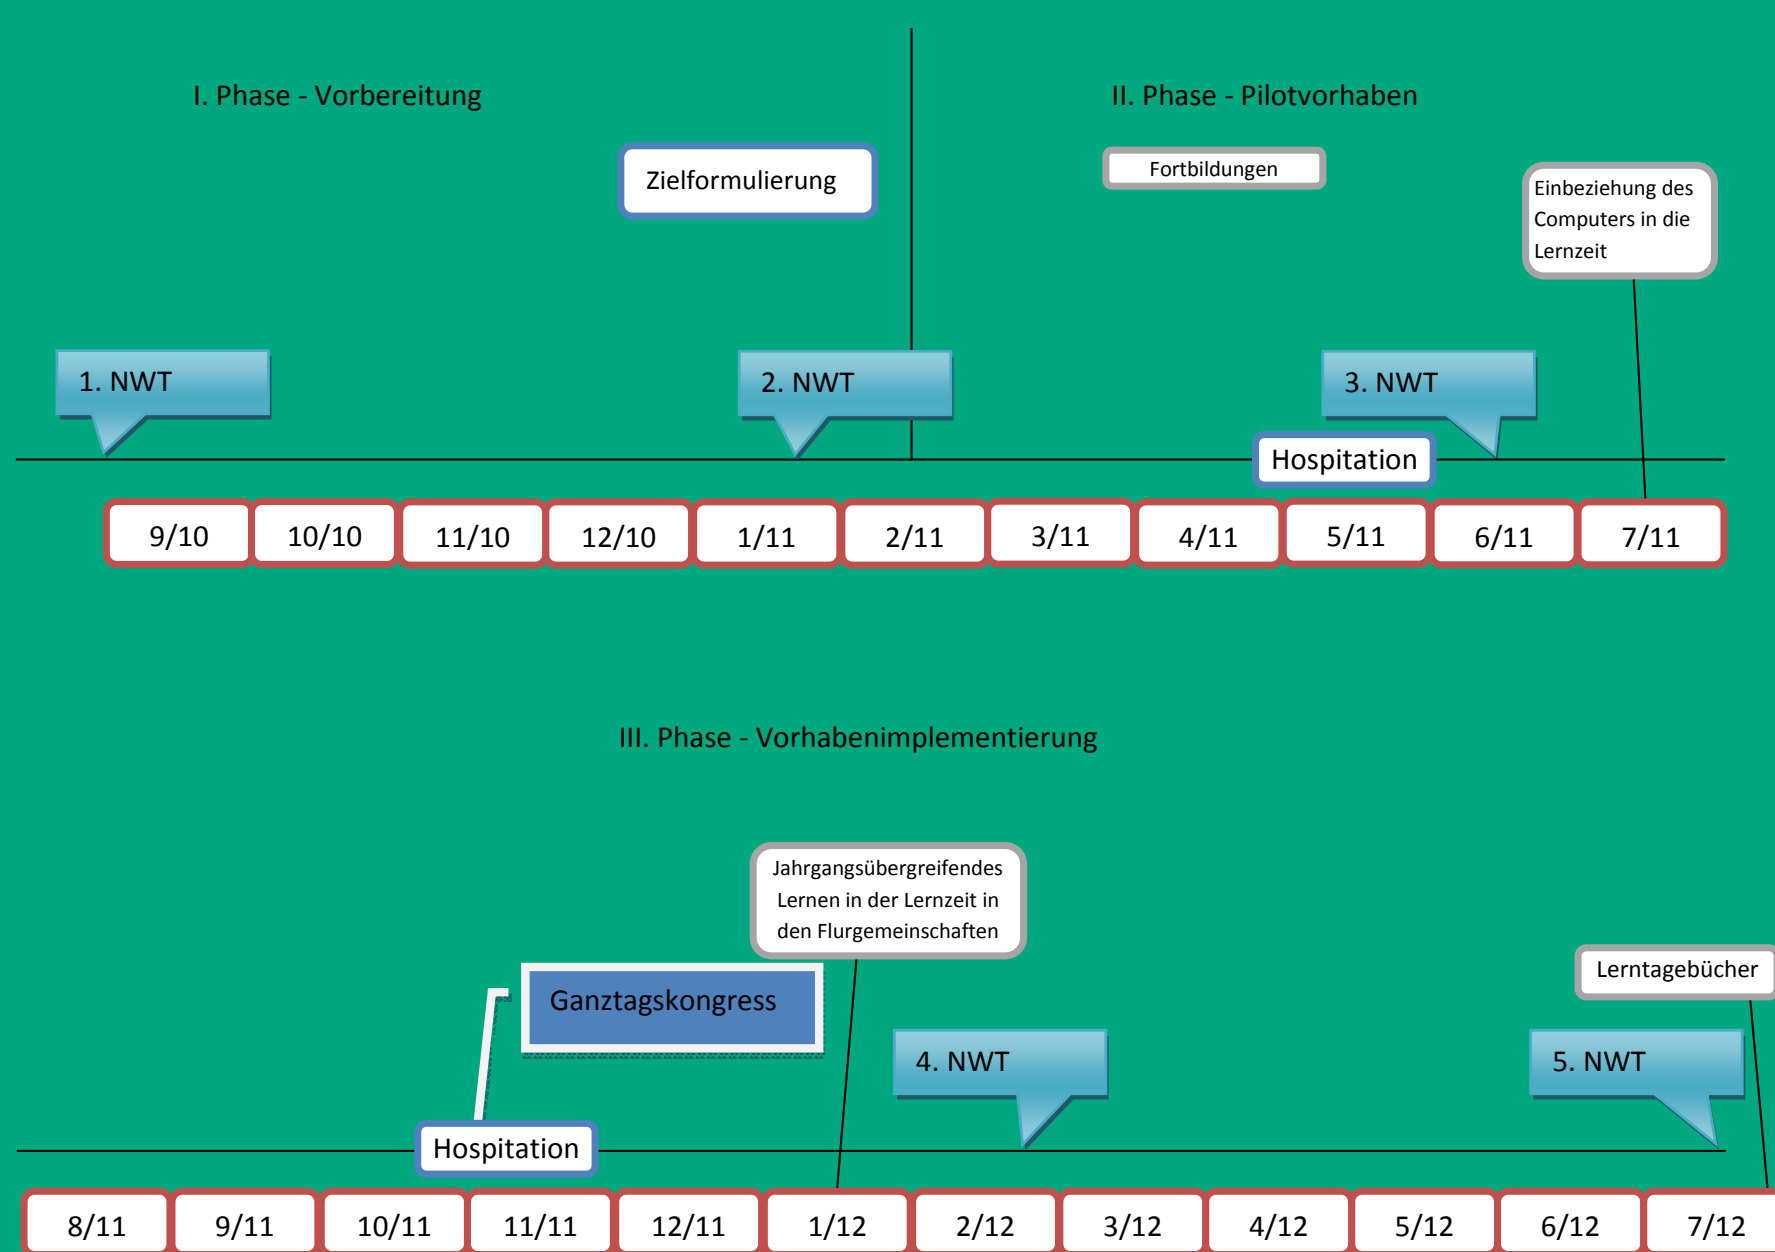 I. Phase - Vorbereitung
II. Phase - Pilotvorhaben
Zielformulierung
Fortbildungen
Einbeziehung des
Computers in die
Lernzeit
1. NWT
2. NWT
3. NWT
Hospitation
9/10
10/10
11/10
12/10
1/11
2/11
3/11
4/11
5/11
6/11
7/11
III. Phase - Vorhabenimplementierung
Jahrgangsübergreifendes
Lernen in der Lernzeit in
den Flurgemeinschaften
Lerntagebücher
Ganztagskongress
4. NWT
5. NWT
Hospitation
8/11
9/11
10/11
11/11
12/11
1/12
2/12
3/12
4/12
5/12
6/12
7/12